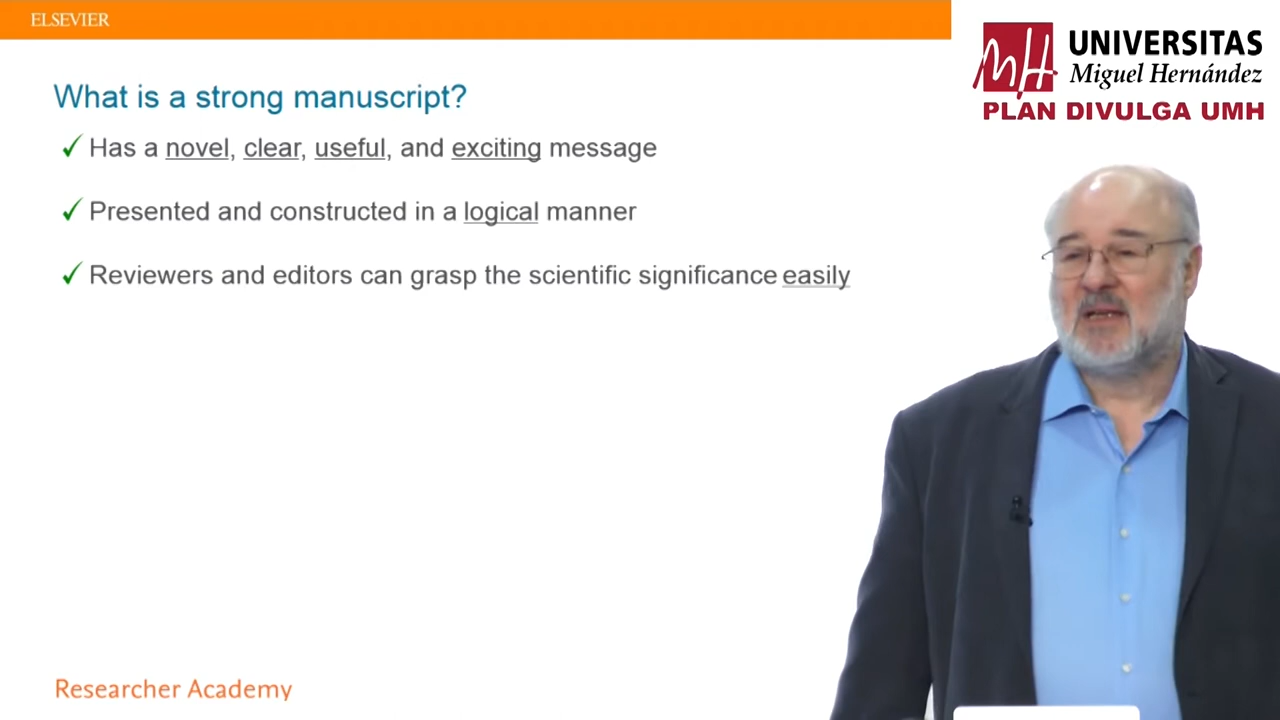 ELSEVIER
UNIVERSITAS
Miguel Hernández
PLAN DIVULGA UMH
What is a strong manuscript?
Has a novel, clear, useful, and exciting message
Presented and constructed in a logical manner
Reviewers and editors can grasp the scientific significance easily
Researcher Academy